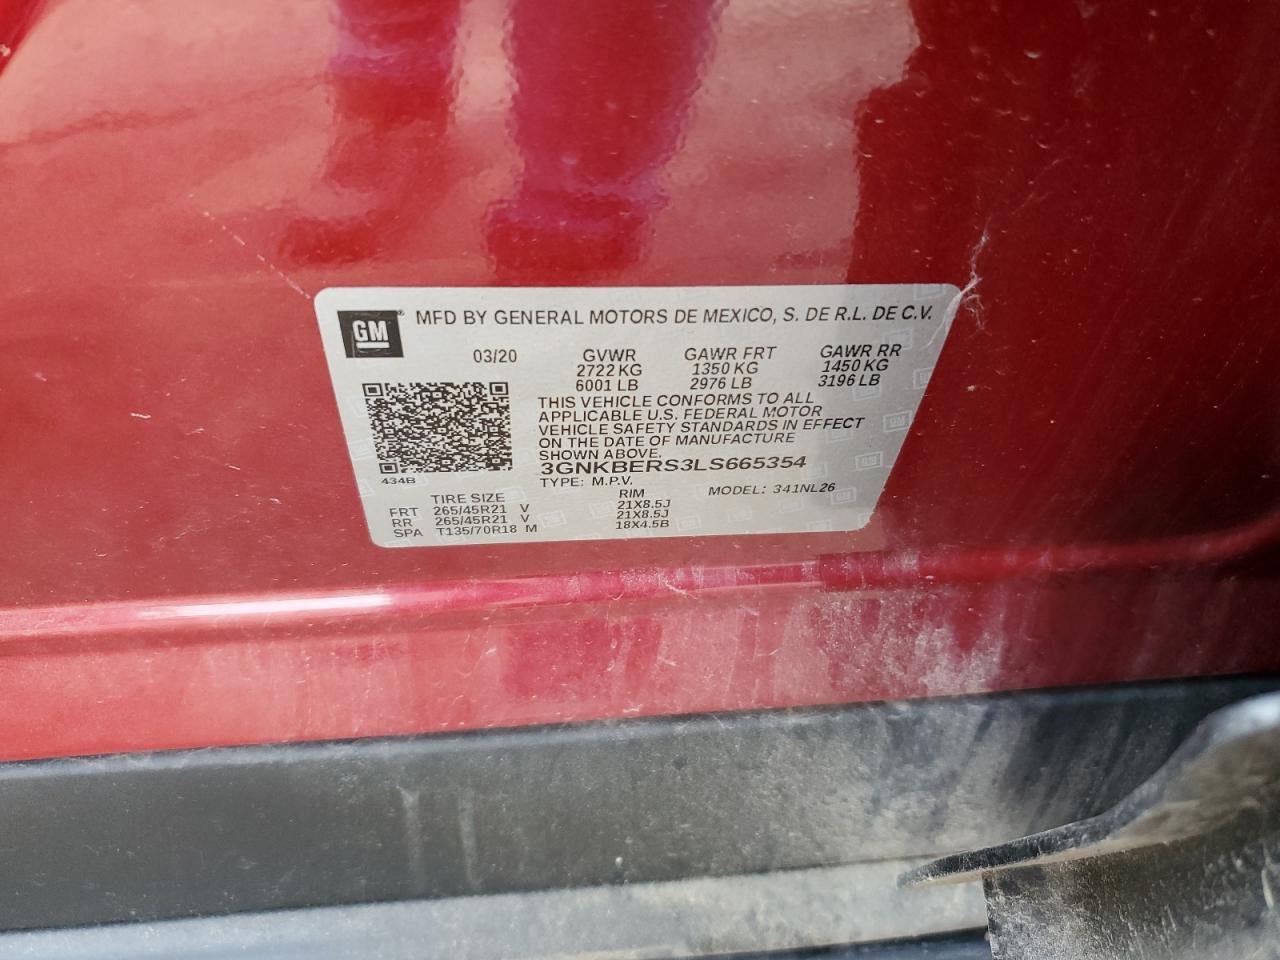 GM® MFD BY GENERAL MOTORS DE MEXICO, S. DE R.L. DE C.V.
03/20 GVWR GAWR FRT GAWR RR
2722 KG 1350 KG 1450 KG
6001 LB 2976 LB 3196 LB
THIS VEHICLE CONFORMS TO ALL
APPLICABLE U.S. FEDERAL MOTOR
VEHICLE SAFETY STANDARDS IN EFFECT
ON THE DATE OF MANUFACTURE
SHOWN ABOVE.
3GNKBERS3LS665354
434B TYPE: M.P.V. MODEL: 341NL26
TIRE SIZE RIM
FRT 265/45R21 V 21X8.5J
RR 265/45R21 V 21X8.5J
SPA T135/70R18 M 18X4.5B